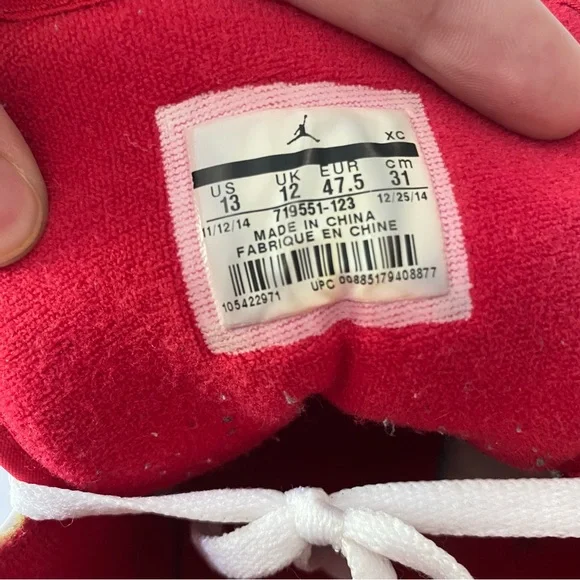 XC
US UK EUR cm
13 12 47.5 31
719551-123
11/12/14 12/25/14
MADE IN CHINA
FABRIQUE EN CHINE
105422971 UPC 00885179408877